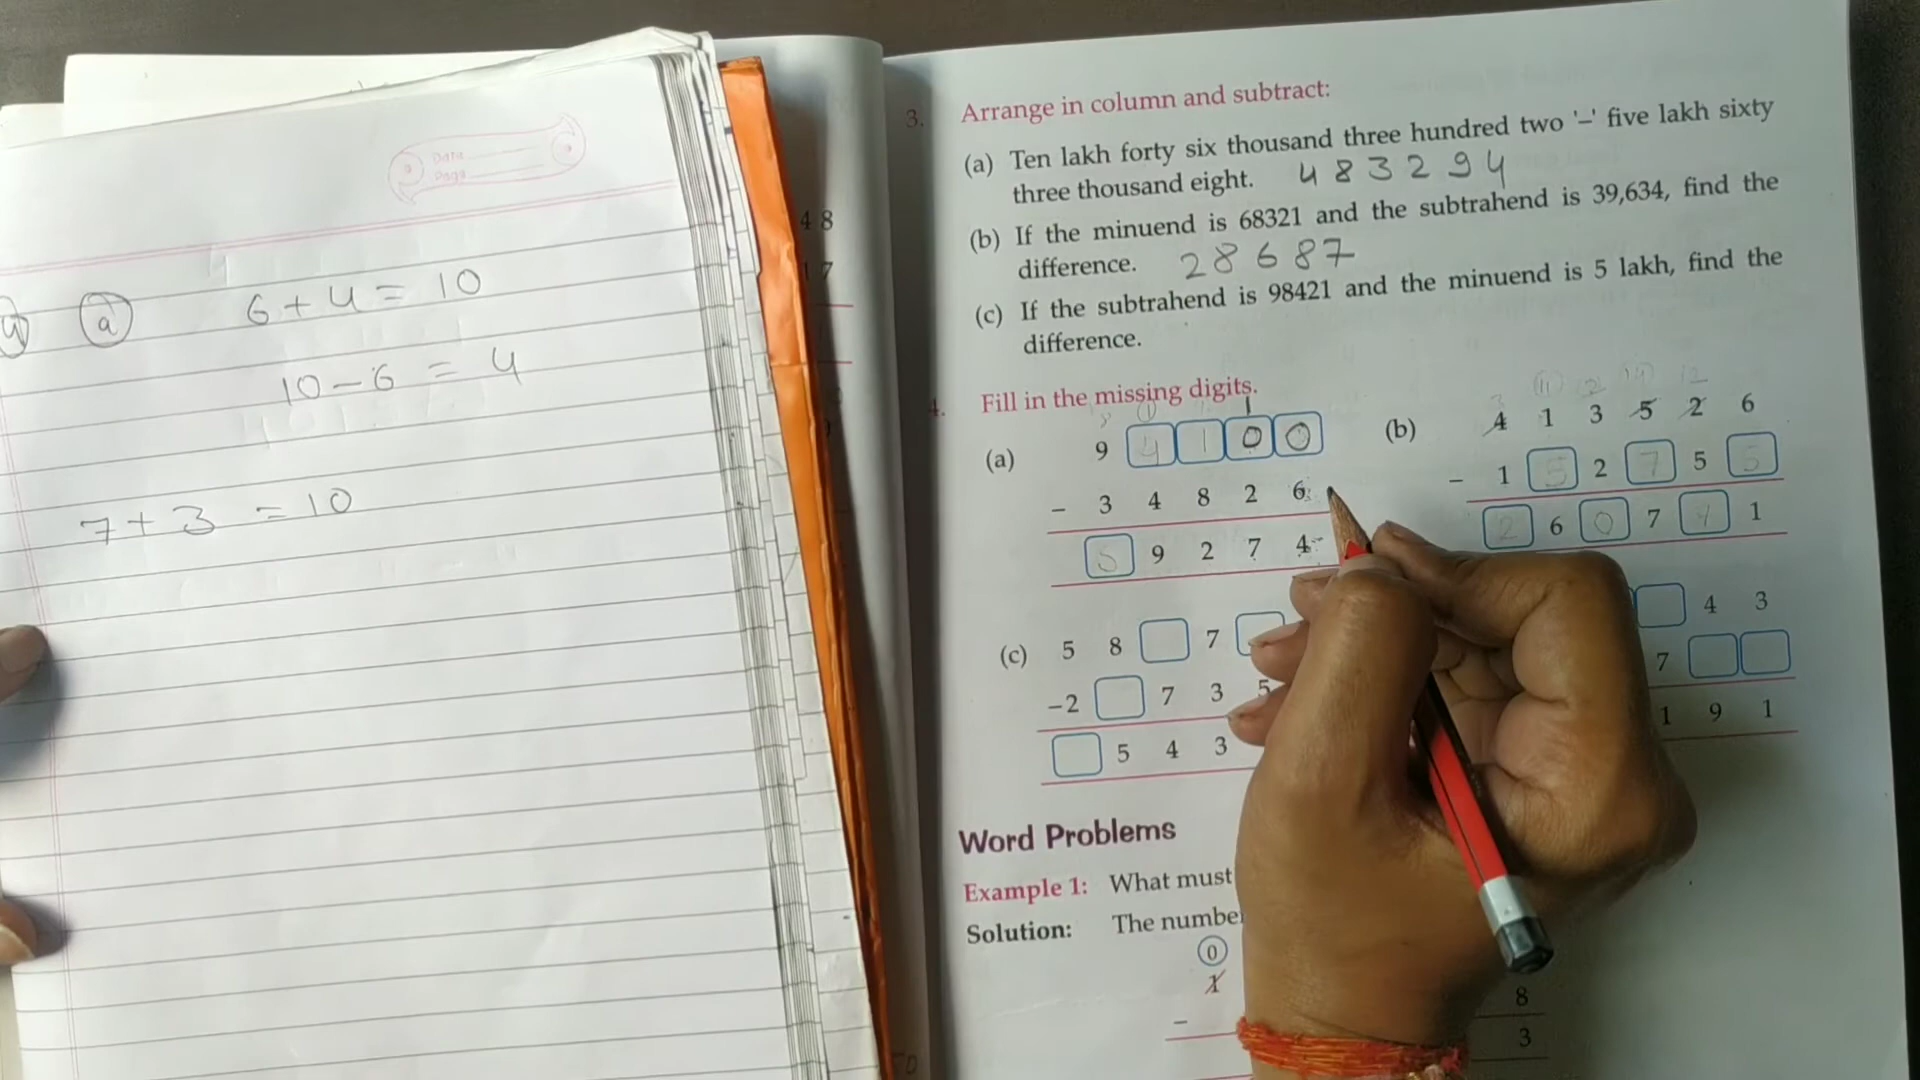 Date
Page
4 a 6 + 4 = 10
10 - 6 = 4
7 + 3 = 10
48
17
3. Arrange in column and subtract:
(a) Ten lakh forty six thousand three hundred two '–' five lakh sixty
three thousand eight. 483294
(b) If the minuend is 68321 and the subtrahend is 39,634, find the
difference. 28687
(c) If the subtrahend is 98421 and the minuend is 5 lakh, find the
difference.
4. Fill in the missing digits.
(a) 9 4 1 0 0
– 3 4 8 2 6
5 9 2 7 4
(b) 4 1 3 5 2 6
– 1 5 2 7 5 5
2 6 0 7 7 1
(c) 5 8 7
–2 7 3 5
5 4 3
4 3
7
1 9 1
Word Problems
Example 1: What must
Solution: The number
0
1
–
8
3